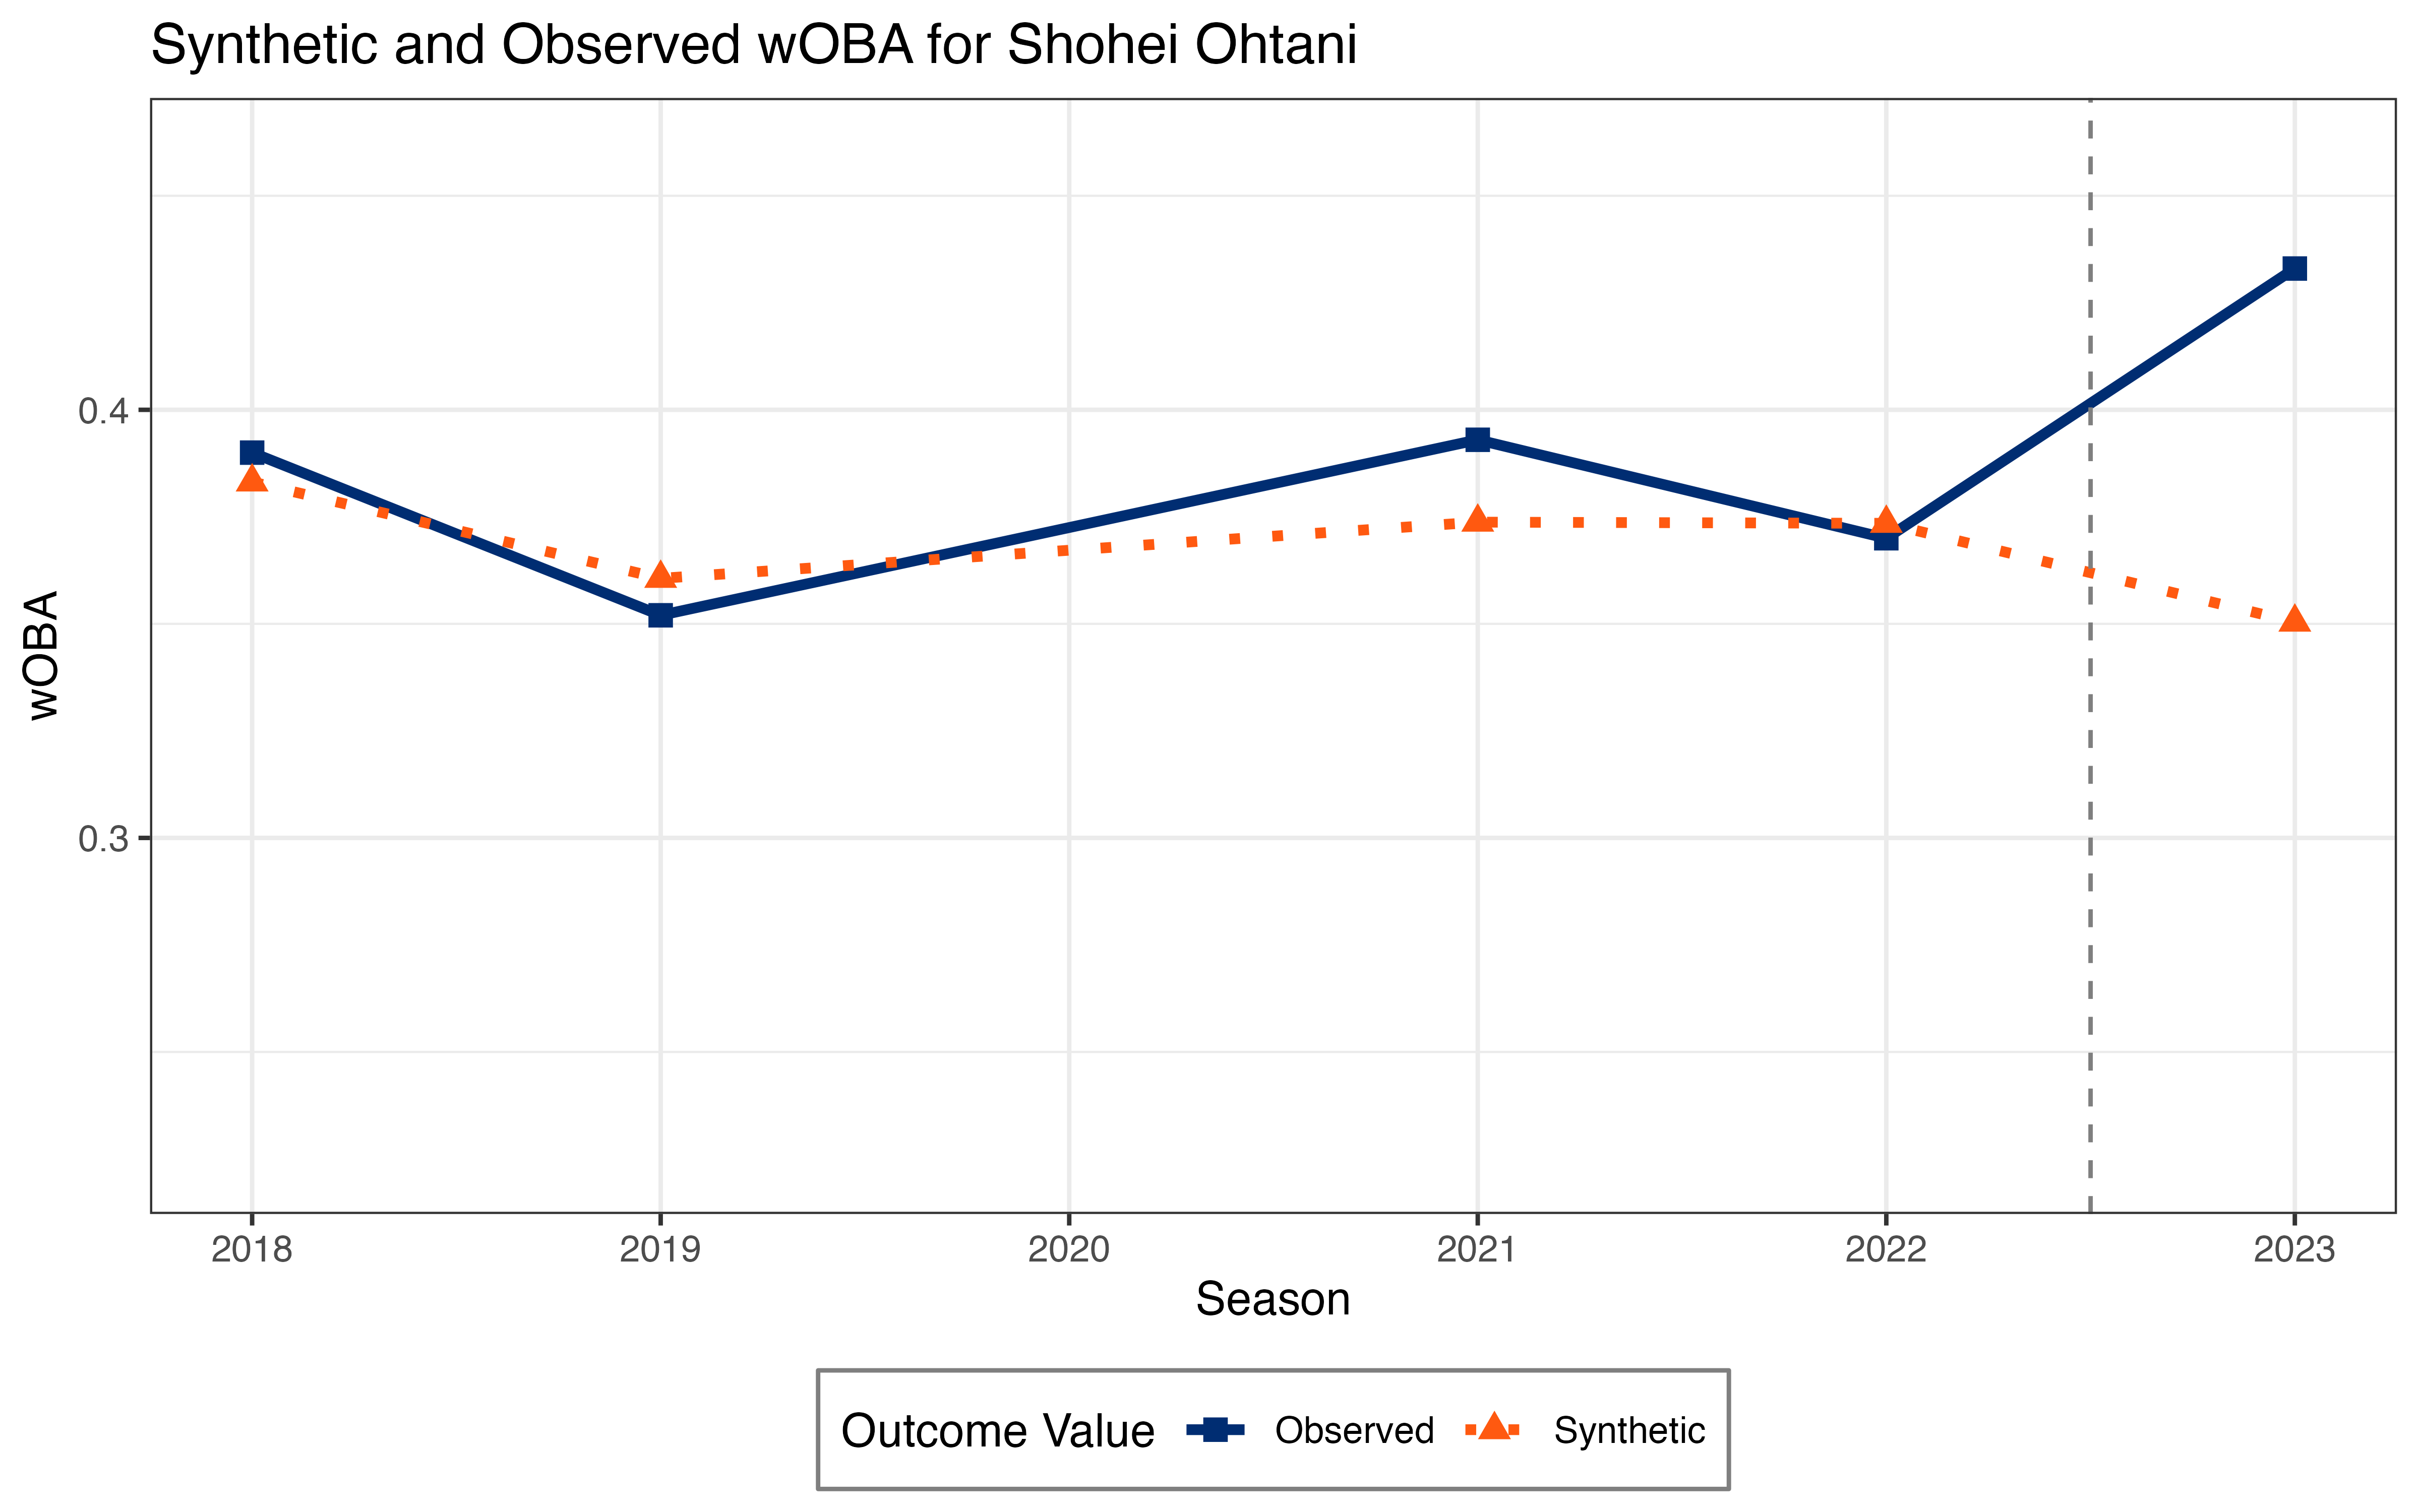 Synthetic and Observed wOBA for Shohei Ohtani
wOBA
0.4
0.3
2018 2019 2020 2021 2022 2023
Season
Outcome Value Observed Synthetic